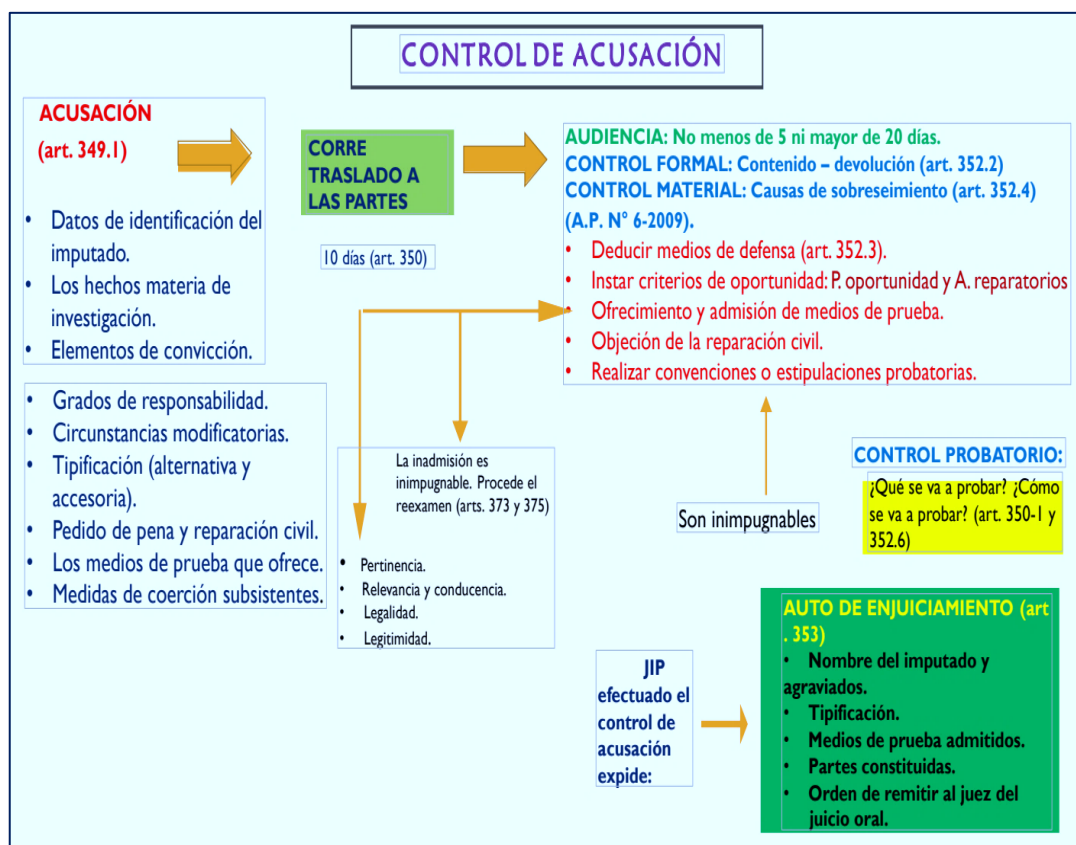 CONTROL DE ACUSACIÓN
ACUSACIÓN
(art. 349.1)
• Datos de identificación del
imputado.
• Los hechos materia de
investigación.
• Elementos de convicción.
• Grados de responsabilidad.
• Circunstancias modificatorias.
• Tipificación (alternativa y
accesoria).
• Pedido de pena y reparación civil.
• Los medios de prueba que ofrece.
• Medidas de coerción subsistentes.
CORRE
TRASLADO A
LAS PARTES
10 días (art. 350)
AUDIENCIA: No menos de 5 ni mayor de 20 días.
CONTROL FORMAL: Contenido – devolución (art. 352.2)
CONTROL MATERIAL: Causas de sobreseimiento (art. 352.4)
(A.P. N° 6-2009).
• Deducir medios de defensa (art. 352.3).
• Instar criterios de oportunidad: P. oportunidad y A. reparatorios
• Ofrecimiento y admisión de medios de prueba.
• Objeción de la reparación civil.
• Realizar convenciones o estipulaciones probatorias.
La inadmisión es
inimpugnable. Procede el
reexamen (arts. 373 y 375)
• Pertinencia.
• Relevancia y conducencia.
• Legalidad.
• Legitimidad.
Son inimpugnables
CONTROL PROBATORIO:
¿Qué se va a probar? ¿Cómo
se va a probar? (art. 350-1 y
352.6)
JIP
efectuado el
control de
acusación
expide:
AUTO DE ENJUICIAMIENTO (art
. 353)
• Nombre del imputado y
agraviados.
• Tipificación.
• Medios de prueba admitidos.
• Partes constituidas.
• Orden de remitir al juez del
juicio oral.